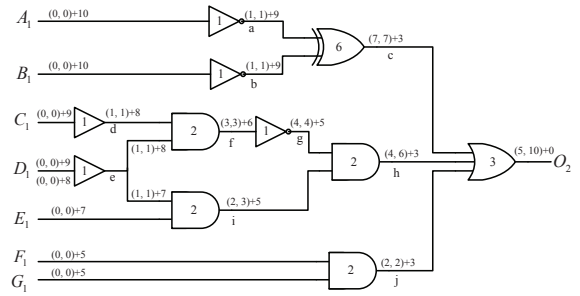 A1 (0, 0)+10 1 (1, 1)+9 a
(7, 7)+3 6 c
B1 (0, 0)+10 1 (1, 1)+9 b
C1 (0, 0)+9 1 (1, 1)+8 d
2 (3,3)+6 f 1 (4, 4)+5 g
(1, 1)+8
D1 (0, 0)+9 1 e
(0, 0)+8
2 (4, 6)+3 h
3 (5, 10)+0 O2
(1, 1)+7
2 (2, 3)+5 i
E1 (0, 0)+7
F1 (0, 0)+5
2 (2, 2)+3 j
G1 (0, 0)+5